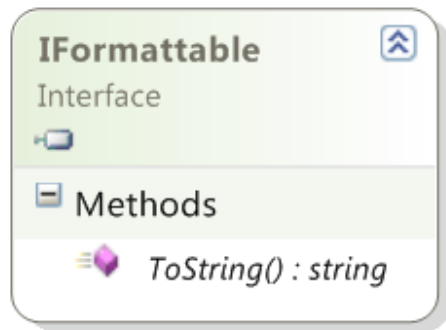 IFormattable
Interface
Methods
ToString() : string